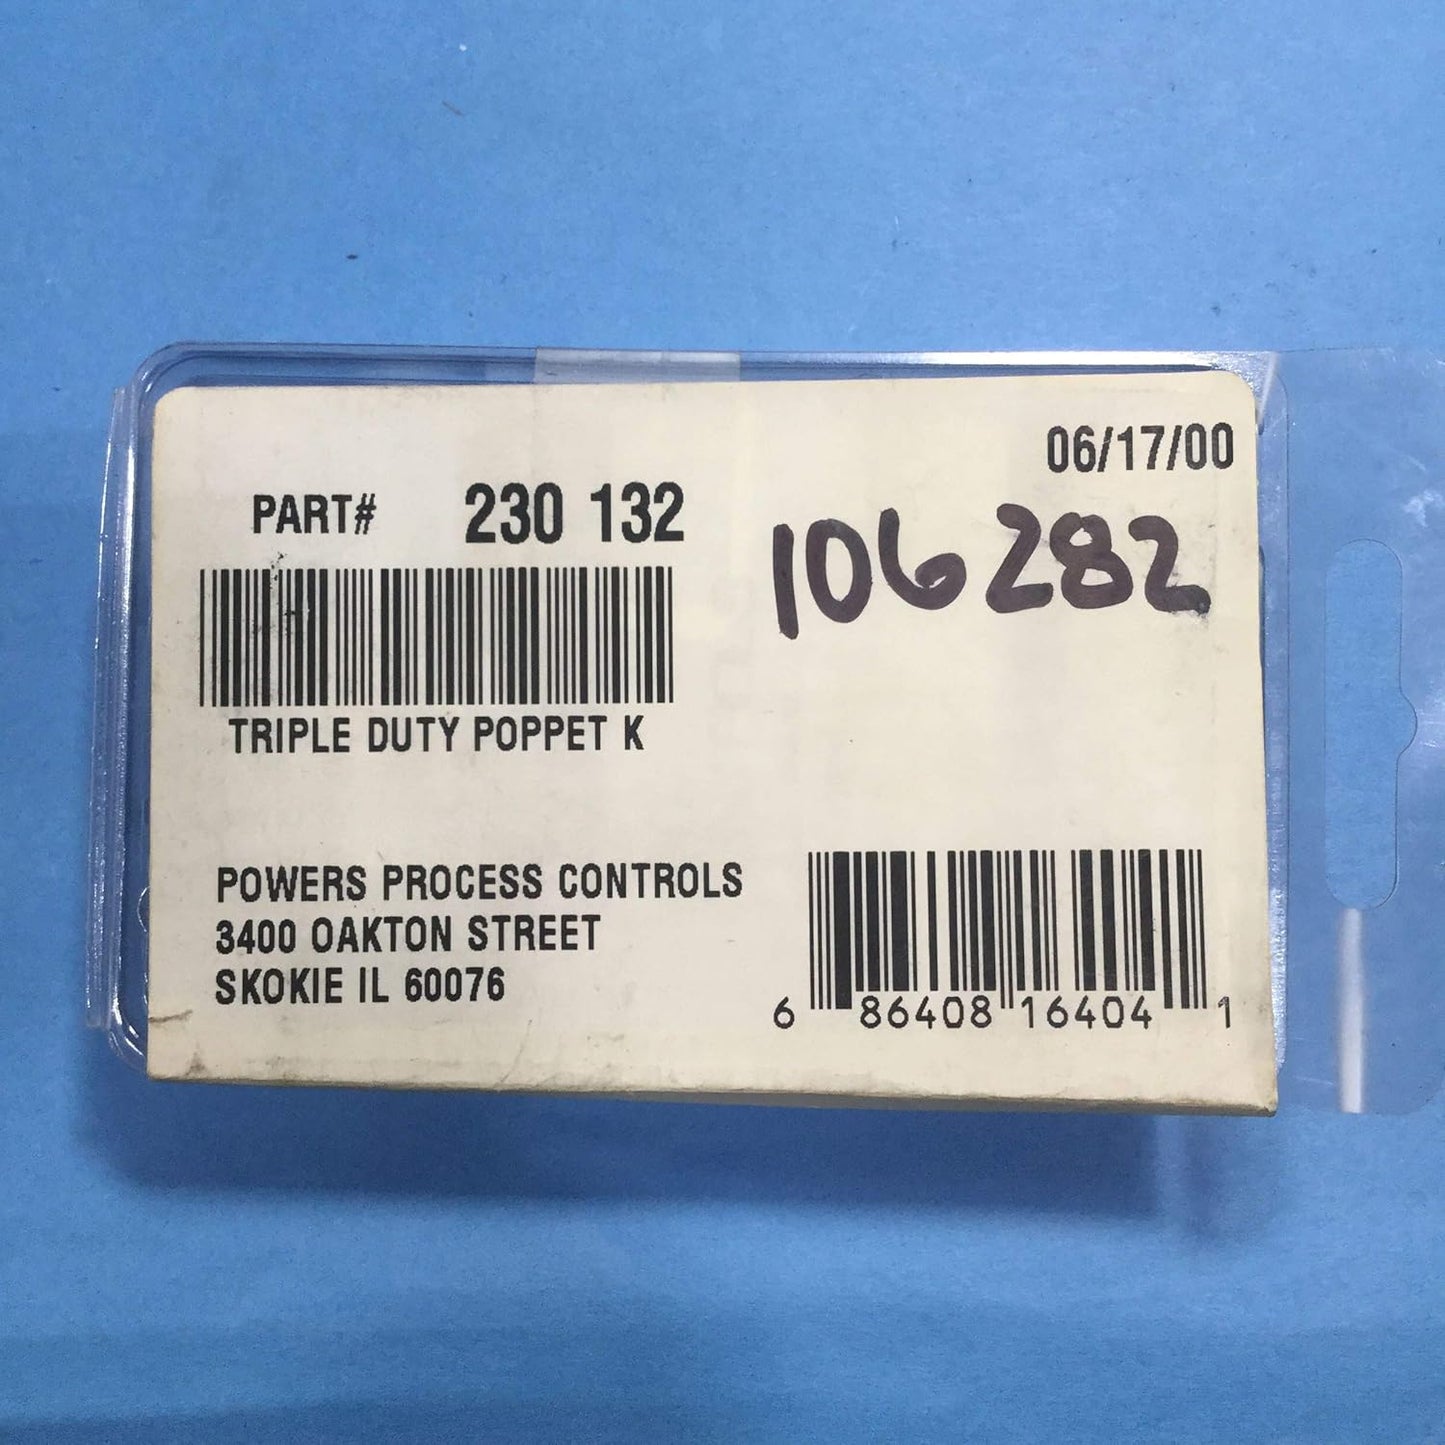 06/17/00
PART# 230 132
106282
TRIPLE DUTY POPPET K
POWERS PROCESS CONTROLS
3400 OAKTON STREET
SKOKIE IL 60076
6 86408 16404 1